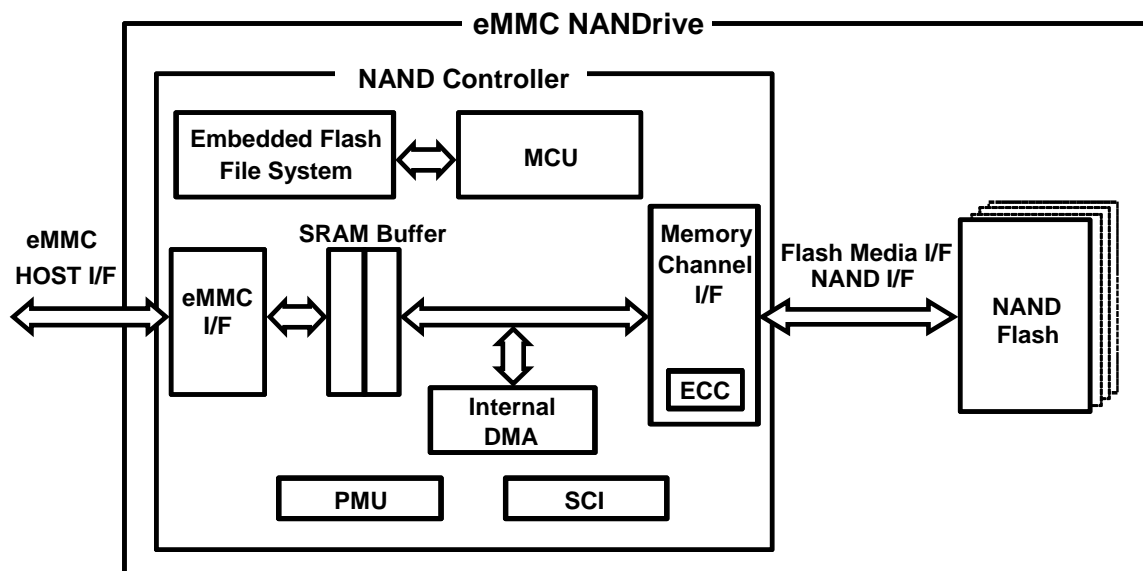 eMMC NANDrive
NAND Controller
Embedded Flash
File System
MCU
eMMC
HOST I/F
eMMC
I/F
SRAM Buffer
Memory
Channel
I/F
ECC
Flash Media I/F
NAND I/F
NAND
Flash
Internal
DMA
PMU
SCI